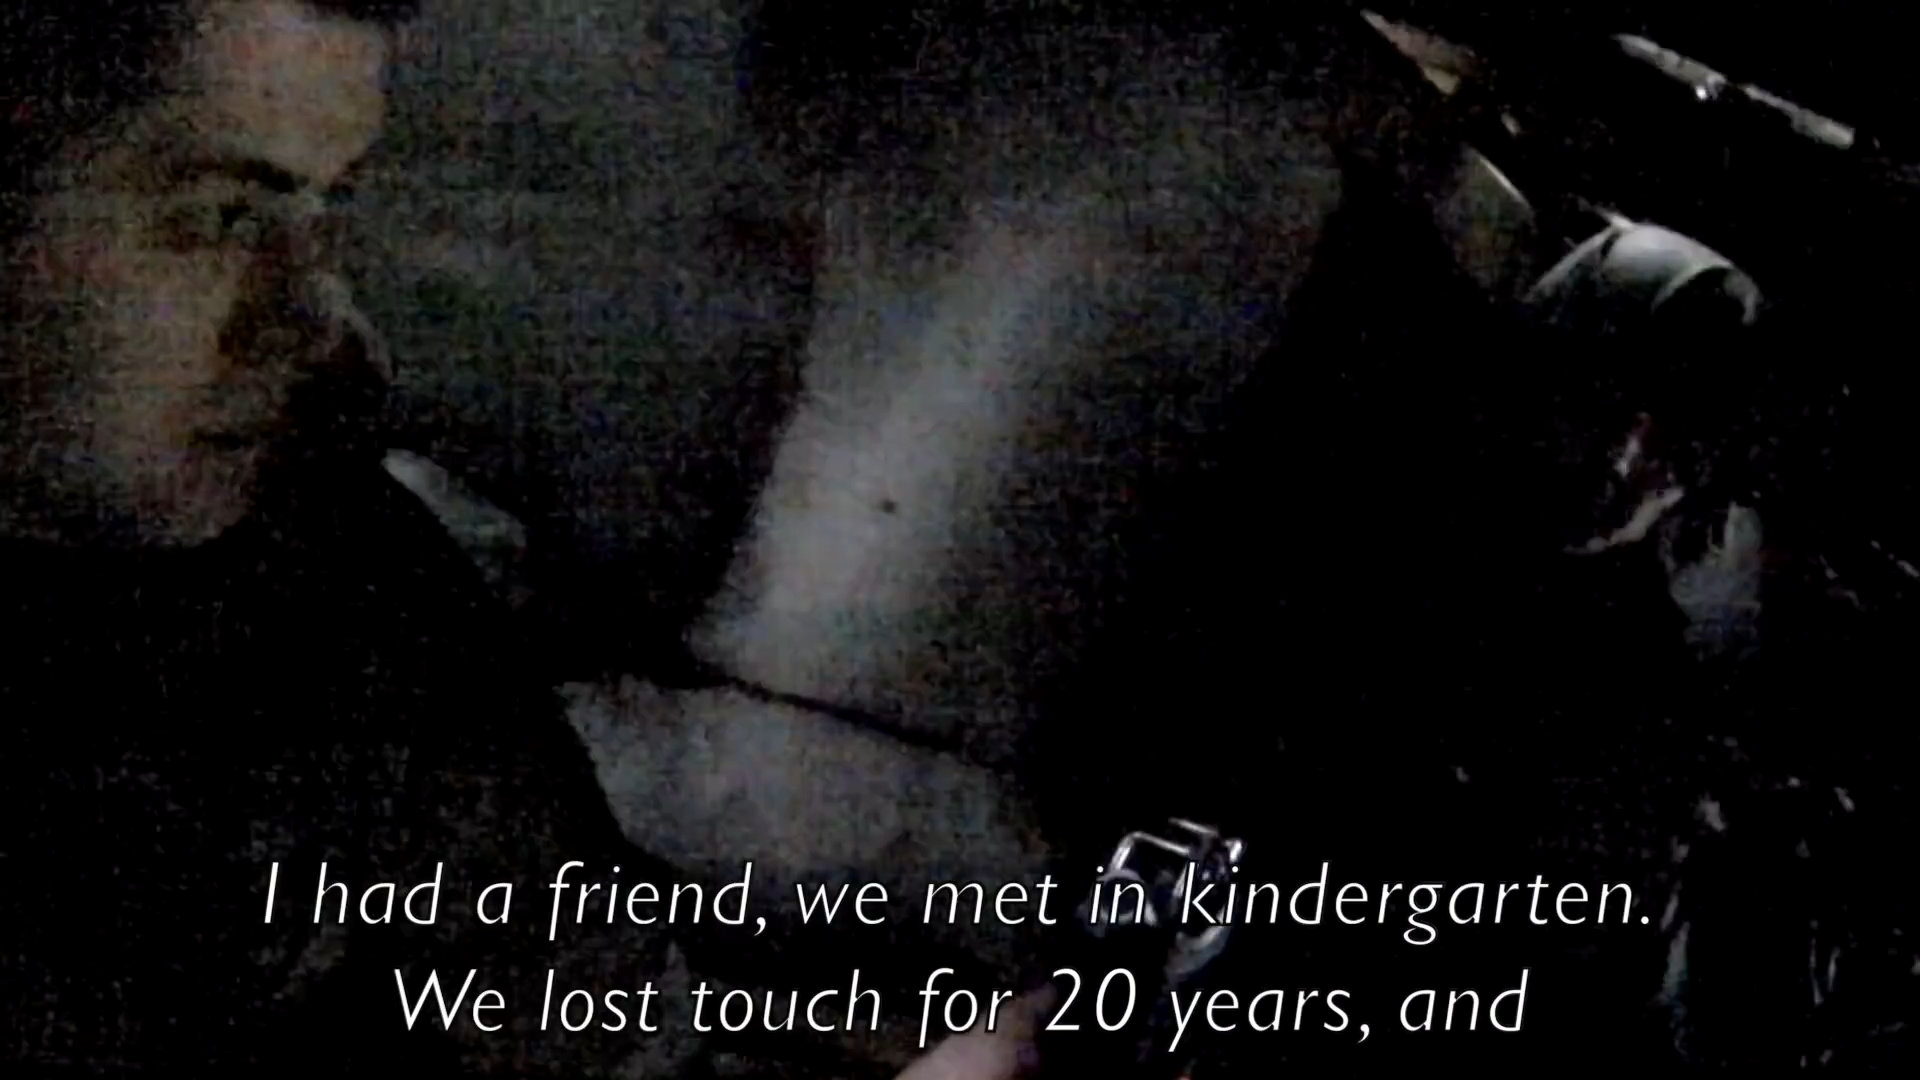 I had a friend, we met in kindergarten.
We lost touch for 20 years, and